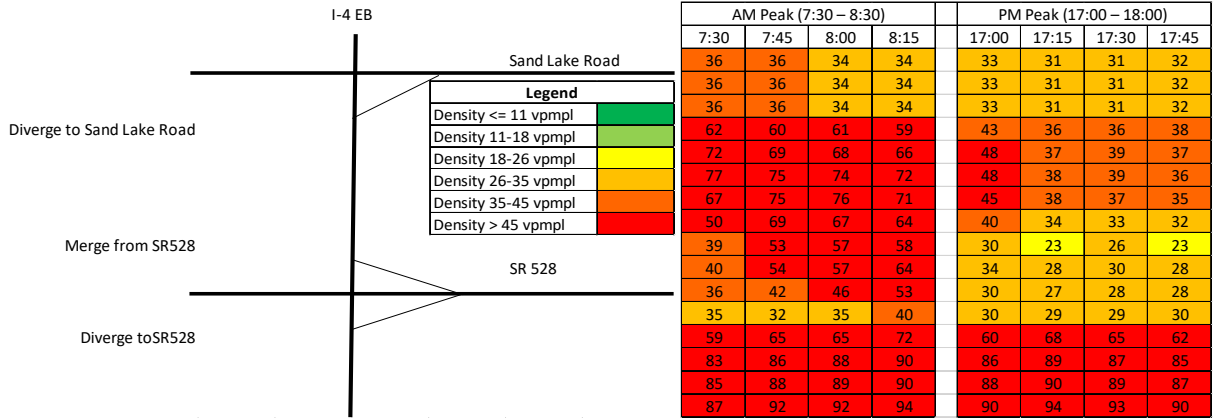 I-4 EB
Sand Lake Road
Legend
Density <= 11 vpmpl
Density 11-18 vpmpl
Density 18-26 vpmpl
Density 26-35 vpmpl
Density 35-45 vpmpl
Density > 45 vpmpl
Diverge to Sand Lake Road
Merge from SR528
SR 528
Diverge toSR528
AM Peak (7:30 – 8:30) PM Peak (17:00 – 18:00)
7:30 7:45 8:00 8:15 17:00 17:15 17:30 17:45
36 36 34 34 33 31 31 32
36 36 34 34 33 31 31 32
36 36 34 34 33 31 31 32
62 60 61 59 43 36 36 38
72 69 68 66 48 37 39 37
77 75 74 72 48 38 39 36
67 75 76 71 45 38 37 35
50 69 67 64 40 34 33 32
39 53 57 58 30 23 26 23
40 54 57 64 34 28 30 28
36 42 46 53 30 27 28 28
35 32 35 40 30 29 29 30
59 65 65 72 60 68 65 62
83 86 88 90 86 89 87 85
85 88 89 90 88 90 89 87
87 92 92 94 90 94 93 90